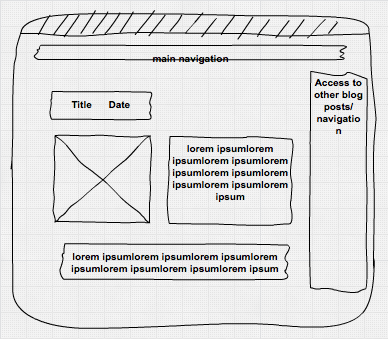 main navigation
Title Date
lorem ipsumlorem
ipsumlorem ipsumlorem
ipsumlorem ipsumlorem
ipsumlorem ipsumlorem
ipsum
lorem ipsumlorem ipsumlorem ipsumlorem
ipsumlorem ipsumlorem ipsumlorem ipsum
Access to
other blog
posts/
navigatio
n